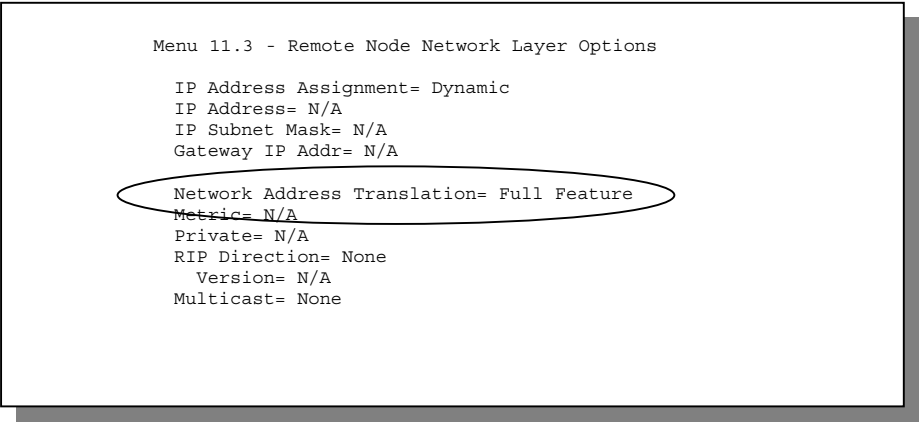 Menu 11.3 - Remote Node Network Layer Options
IP Address Assignment= Dynamic
IP Address= N/A
IP Subnet Mask= N/A
Gateway IP Addr= N/A
Network Address Translation= Full Feature
Metric= N/A
Private= N/A
RIP Direction= None
Version= N/A
Multicast= None